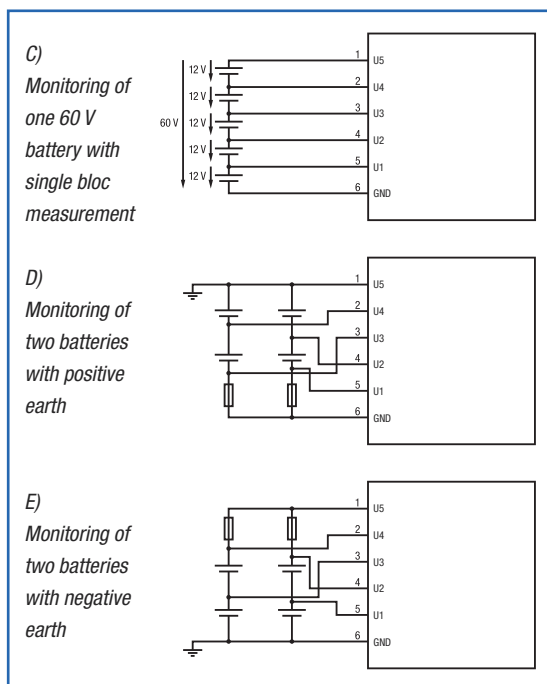 C)
Monitoring of
one 60 V
battery with
single bloc
measurement
60 V
12 V
12 V
12 V
12 V
12 V
1 U5
2 U4
3 U3
4 U2
5 U1
6 GND
D)
Monitoring of
two batteries
with positive
earth
1 U5
2 U4
3 U3
4 U2
5 U1
6 GND
E)
Monitoring of
two batteries
with negative
earth
1 U5
2 U4
3 U3
4 U2
5 U1
6 GND